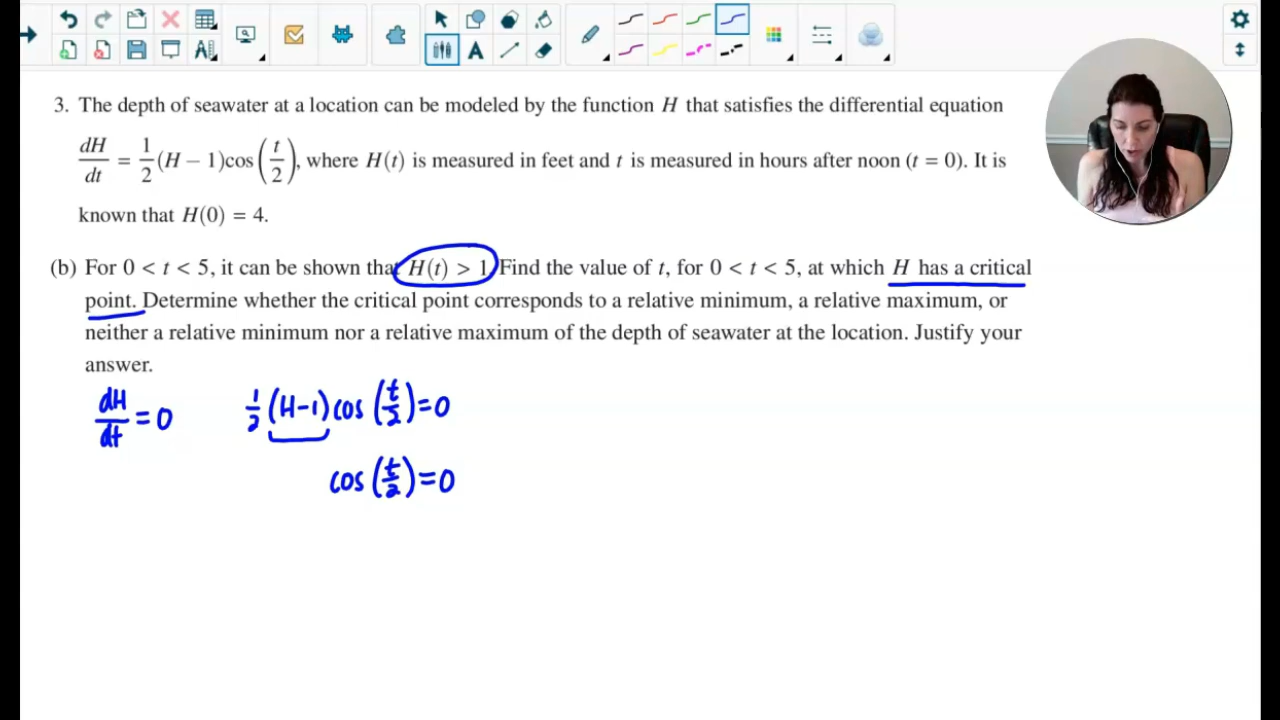 3. The depth of seawater at a location can be modeled by the function H that satisfies the differential equation
dH/dt = 1/2(H − 1)cos(t/2), where H(t) is measured in feet and t is measured in hours after noon (t = 0). It is
known that H(0) = 4.
(b) For 0 < t < 5, it can be shown that H(t) > 1. Find the value of t, for 0 < t < 5, at which H has a critical
point. Determine whether the critical point corresponds to a relative minimum, a relative maximum, or
neither a relative minimum nor a relative maximum of the depth of seawater at the location. Justify your
answer.
dH/dt = 0 1/2 (H-1) cos (t/2) = 0
cos (t/2) = 0